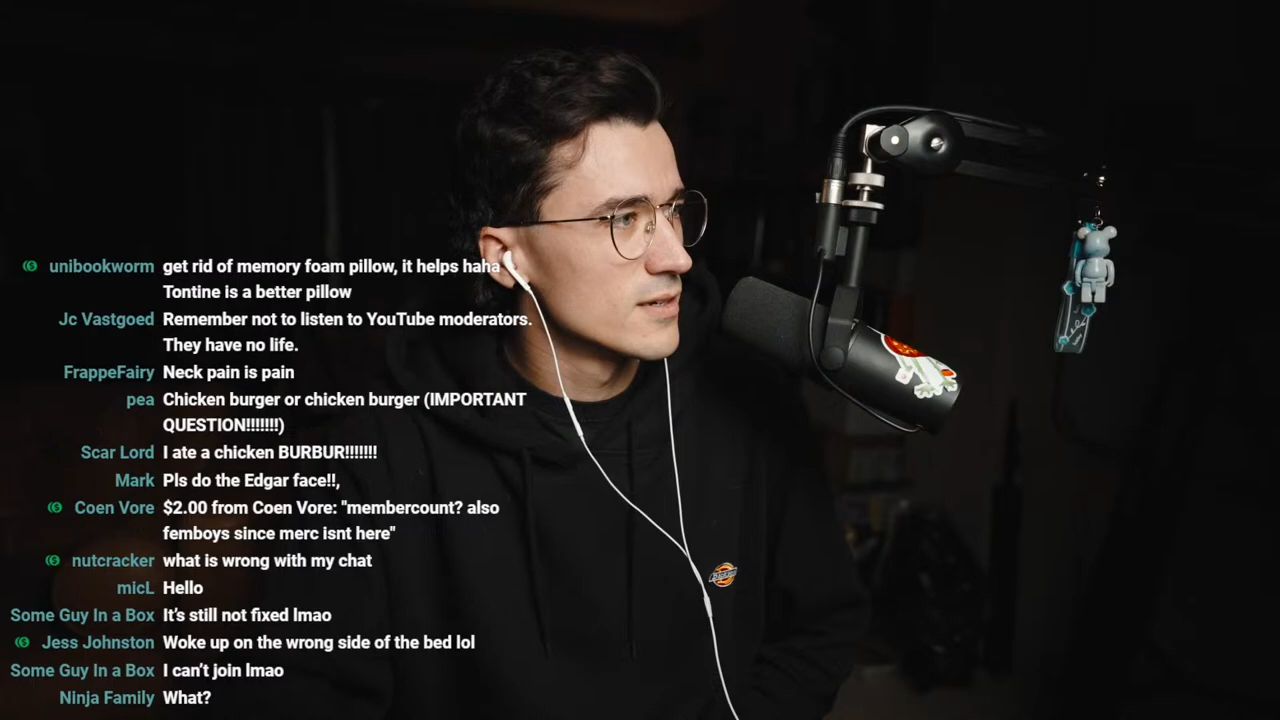 unibookworm get rid of memory foam pillow, it helps haha
Tontine is a better pillow
Jc Vastgoed Remember not to listen to YouTube moderators.
They have no life.
FrappeFairy Neck pain is pain
pea Chicken burger or chicken burger (IMPORTANT
QUESTION!!!!!!!)
Scar Lord I ate a chicken BURBUR!!!!!!!
Mark Pls do the Edgar face!!,
Coen Vore $2.00 from Coen Vore: "membercount? also
femboys since merc isnt here"
nutcracker what is wrong with my chat
micL Hello
Some Guy In a Box It’s still not fixed lmao
Jess Johnston Woke up on the wrong side of the bed lol
Some Guy In a Box I can’t join lmao
Ninja Family What?